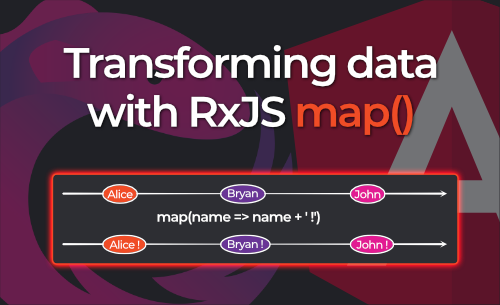 Transforming data
with RxJS map()
Alice Bryan John
map(name => name + ' !')
Alice ! Bryan ! John !